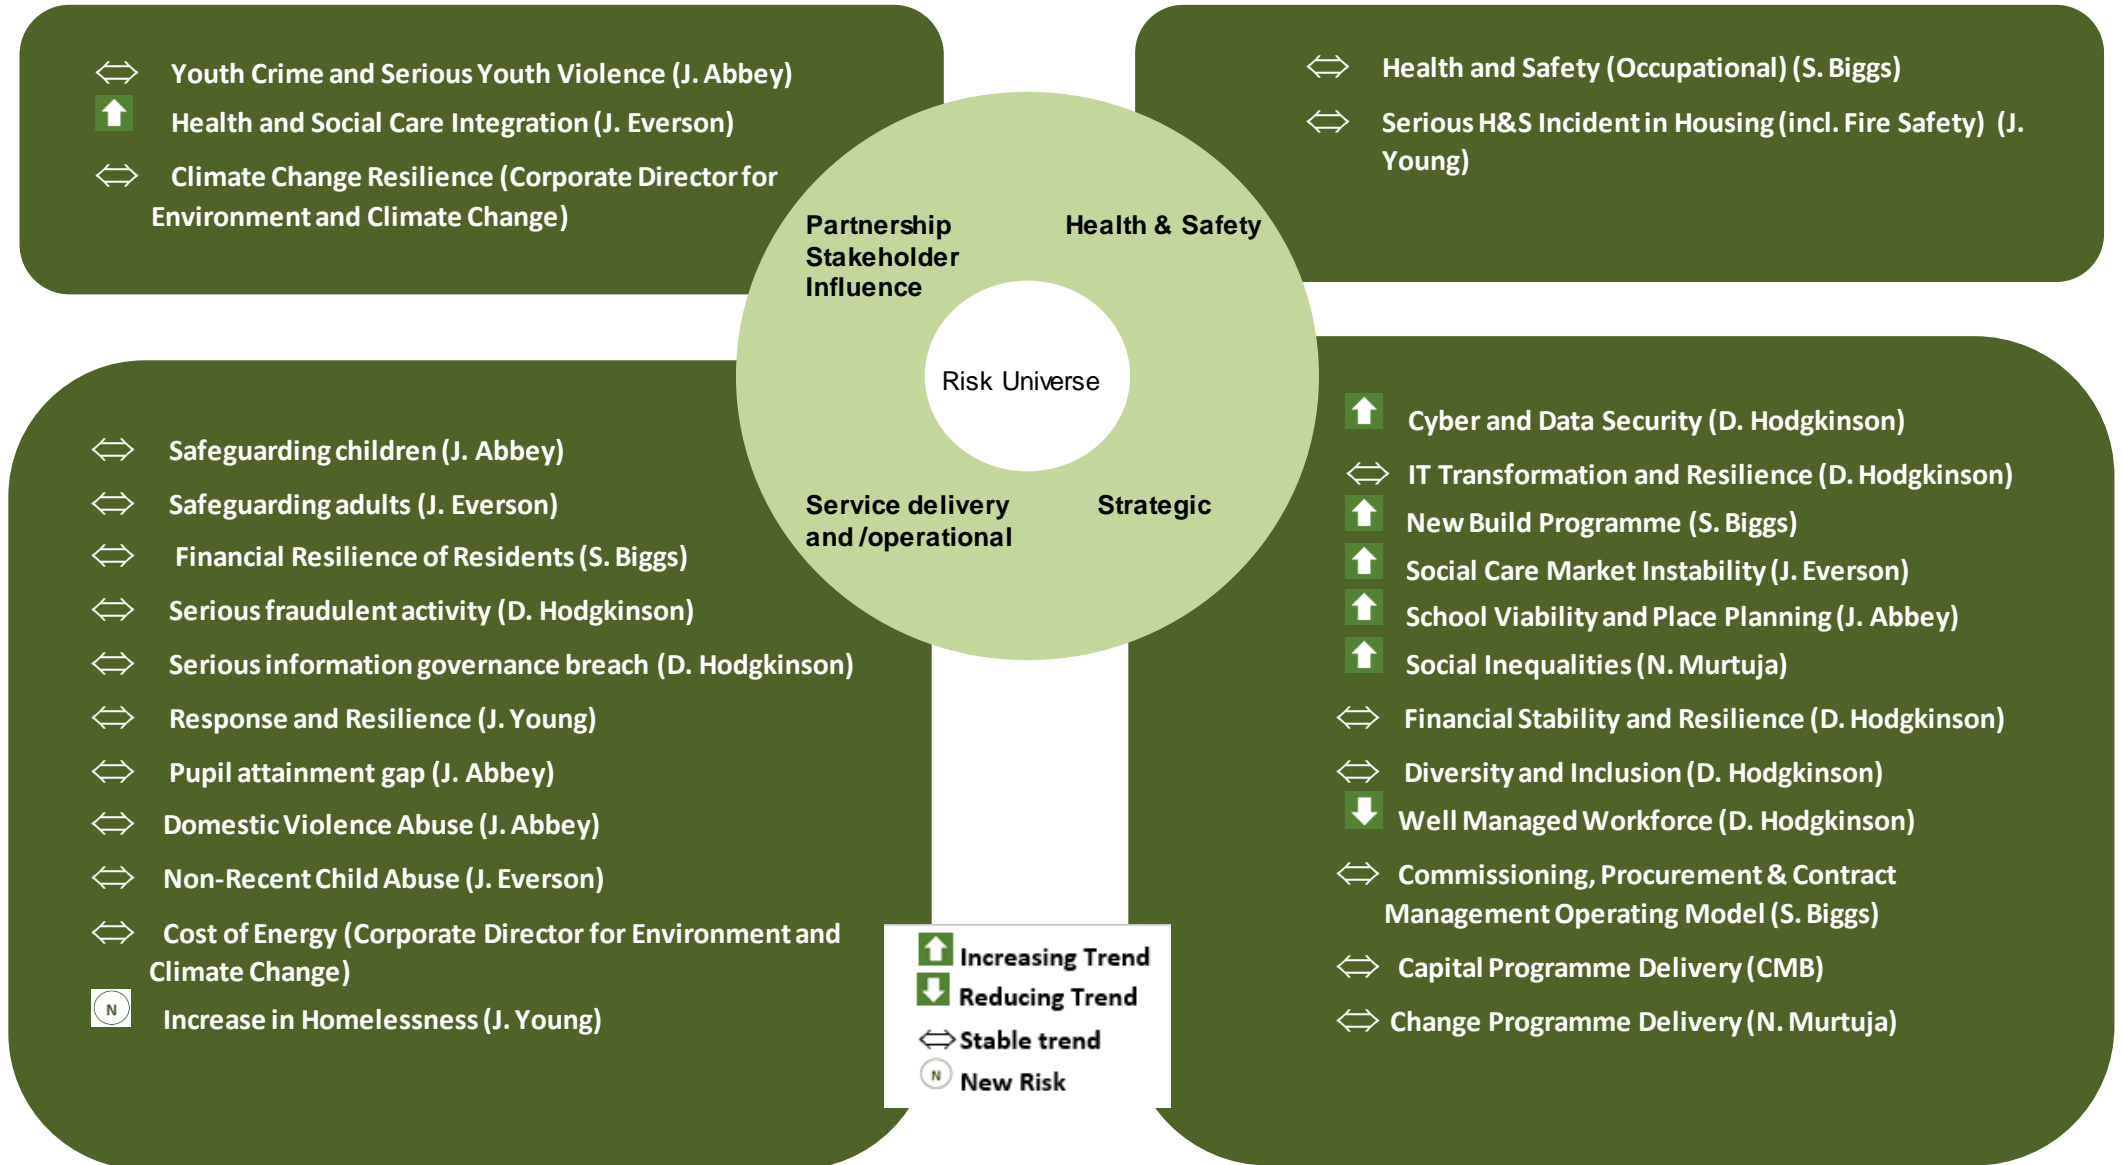 Youth Crime and Serious Youth Violence (J. Abbey)
Health and Social Care Integration (J. Everson)
Climate Change Resilience (Corporate Director for
Environment and Climate Change)
Health and Safety (Occupational) (S. Biggs)
Serious H&S Incident in Housing (incl. Fire Safety) (J.
Young)
Partnership
Stakeholder
Influence
Health & Safety
Risk Universe
Service delivery
and /operational
Strategic
Safeguarding children (J. Abbey)
Safeguarding adults (J. Everson)
Financial Resilience of Residents (S. Biggs)
Serious fraudulent activity (D. Hodgkinson)
Serious information governance breach (D. Hodgkinson)
Response and Resilience (J. Young)
Pupil attainment gap (J. Abbey)
Domestic Violence Abuse (J. Abbey)
Non-Recent Child Abuse (J. Everson)
Cost of Energy (Corporate Director for Environment and
Climate Change)
N
Increase in Homelessness (J. Young)
Cyber and Data Security (D. Hodgkinson)
IT Transformation and Resilience (D. Hodgkinson)
New Build Programme (S. Biggs)
Social Care Market Instability (J. Everson)
School Viability and Place Planning (J. Abbey)
Social Inequalities (N. Murtuja)
Financial Stability and Resilience (D. Hodgkinson)
Diversity and Inclusion (D. Hodgkinson)
Well Managed Workforce (D. Hodgkinson)
Commissioning, Procurement & Contract
Management Operating Model (S. Biggs)
Capital Programme Delivery (CMB)
Change Programme Delivery (N. Murtuja)
Increasing Trend
Reducing Trend
Stable trend
N
New Risk